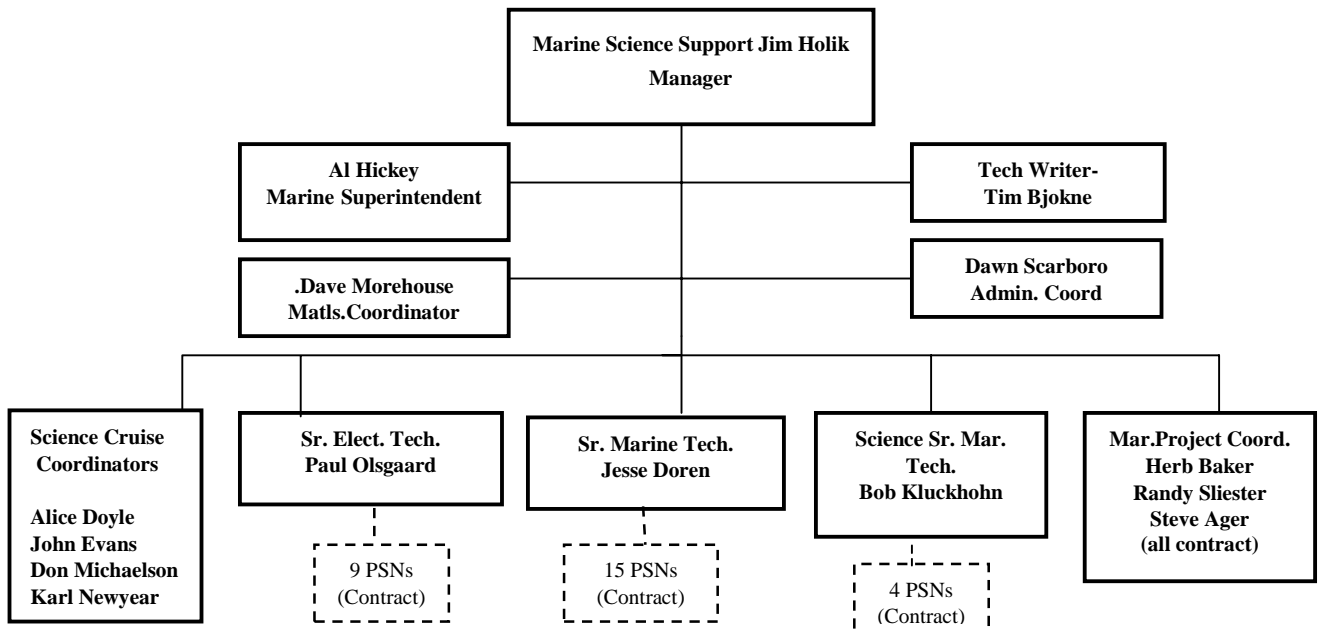 Marine Science Support Jim Holik
Manager
Al Hickey
Marine Superintendent
Tech Writer-
Tim Bjokne
.Dave Morehouse
Matls.Coordinator
Dawn Scarboro
Admin. Coord
Science Cruise
Coordinators
Alice Doyle
John Evans
Don Michaelson
Karl Newyear
Sr. Elect. Tech.
Paul Olsgaard
9 PSNs
(Contract)
Sr. Marine Tech.
Jesse Doren
15 PSNs
(Contract)
Science Sr. Mar.
Tech.
Bob Kluckhohn
4 PSNs
(Contract)
Mar.Project Coord.
Herb Baker
Randy Sliester
Steve Ager
(all contract)